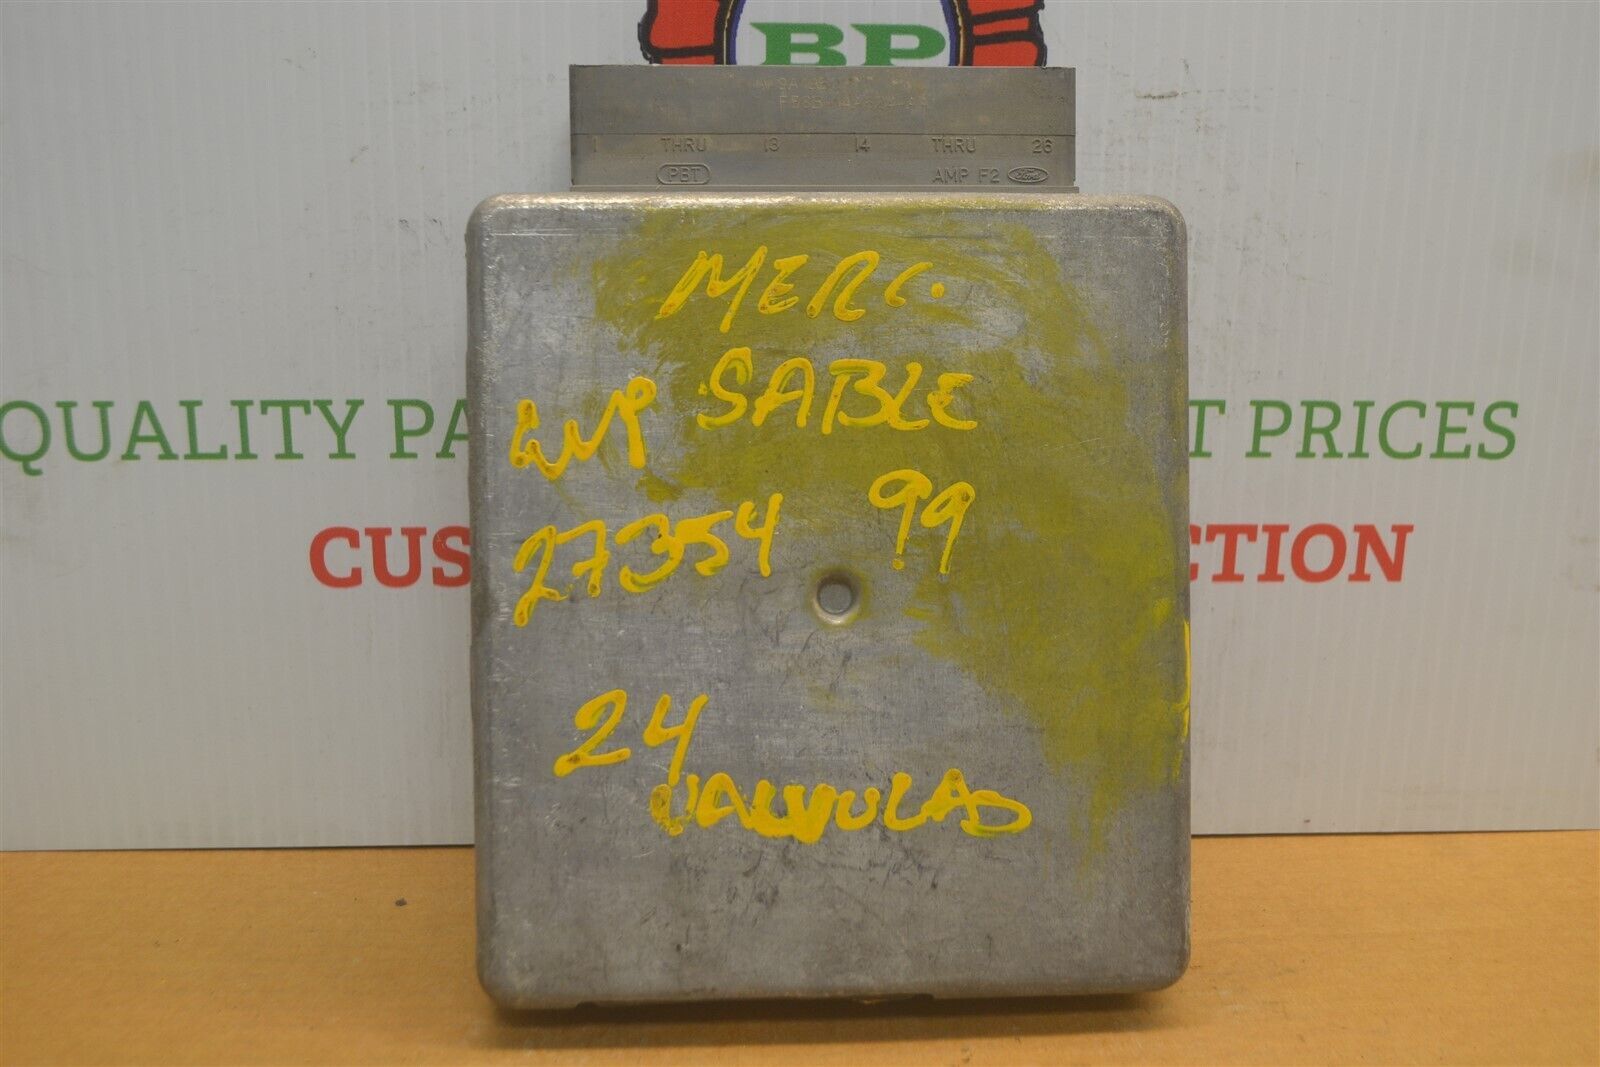 BP
1 THRU 13 14 THRU 26
PBT AMP F2 Ford
MERC.
SABLE
27354 99
24
VALVULAS
QUALITY PA T PRICES
CUS CTION